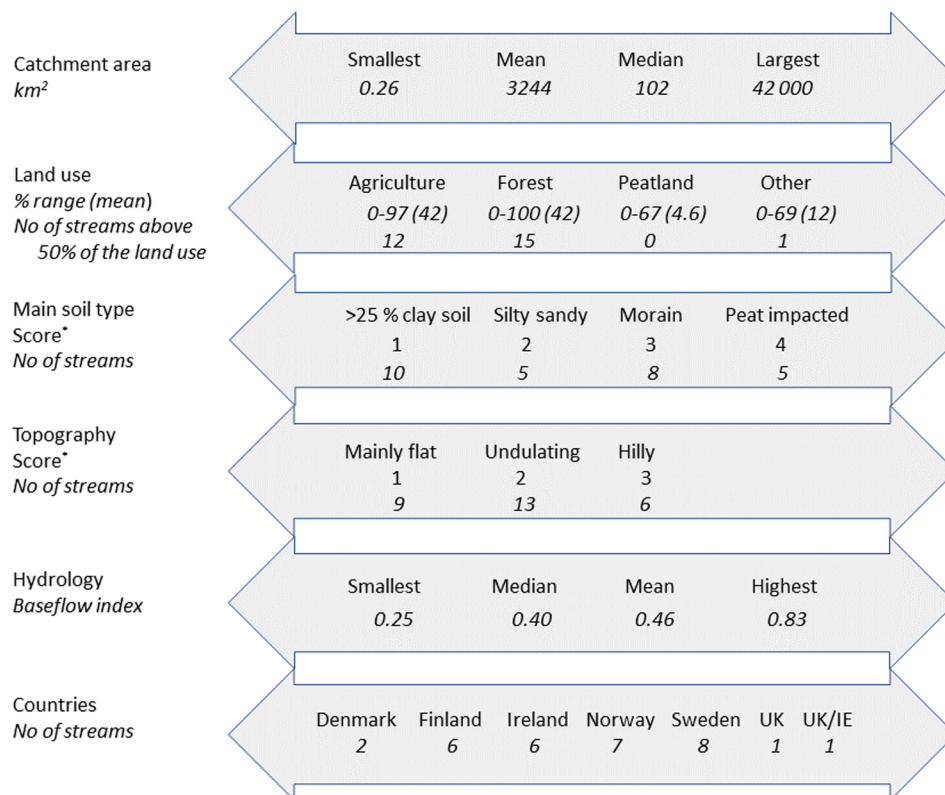 Catchment area
km²
Smallest Mean Median Largest
0.26 3244 102 42 000
Land use
% range (mean)
No of streams above
50% of the land use
Agriculture Forest Peatland Other
0-97 (42) 0-100 (42) 0-67 (4.6) 0-69 (12)
12 15 0 1
Main soil type
Score*
No of streams
>25 % clay soil Silty sandy Morain Peat impacted
1 2 3 4
10 5 8 5
Topography
Score*
No of streams
Mainly flat Undulating Hilly
1 2 3
9 13 6
Hydrology
Baseflow index
Smallest Median Mean Highest
0.25 0.40 0.46 0.83
Countries
No of streams
Denmark Finland Ireland Norway Sweden UK UK/IE
2 6 6 7 8 1 1